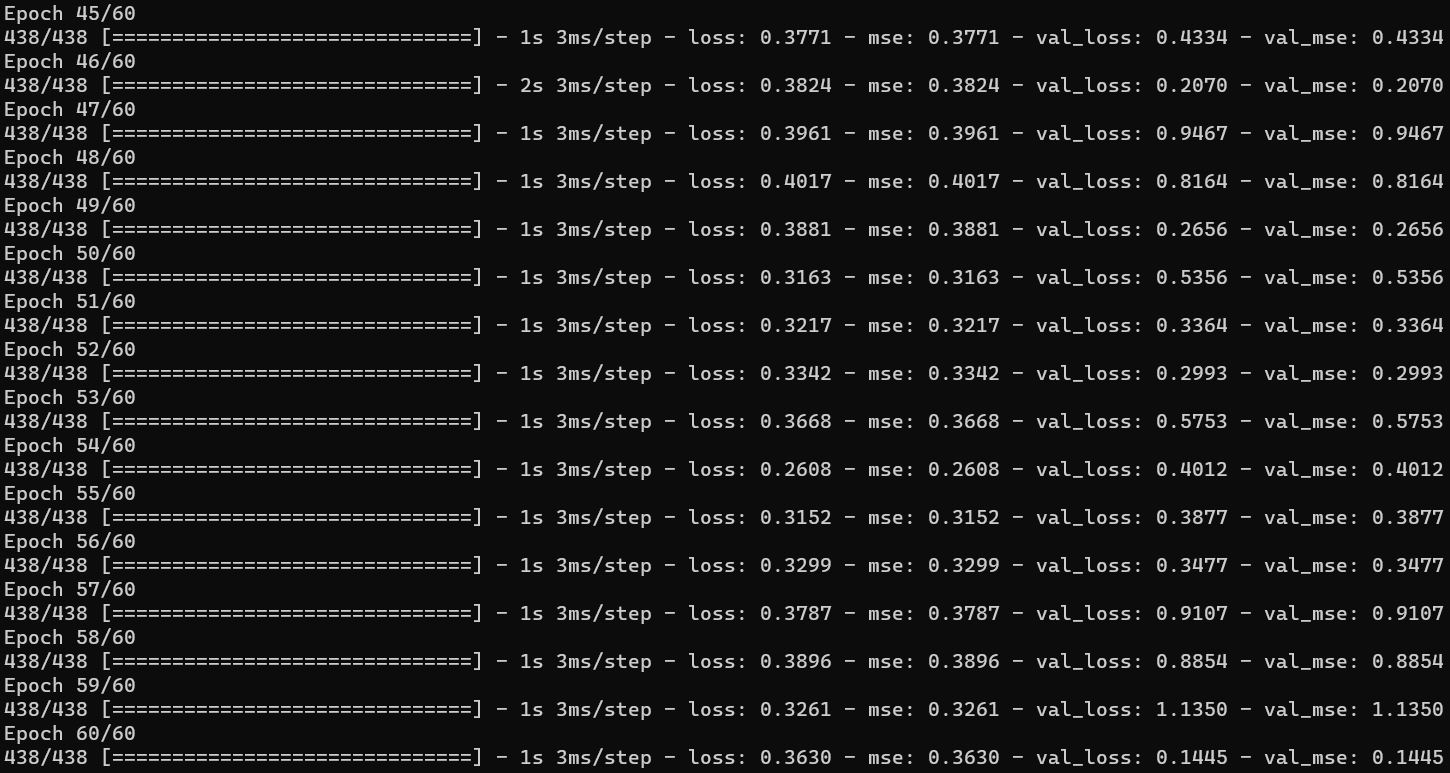 Epoch 45/60
438/438 [==============================] - 1s 3ms/step - loss: 0.3771 - mse: 0.3771 - val_loss: 0.4334 - val_mse: 0.4334
Epoch 46/60
438/438 [==============================] - 2s 3ms/step - loss: 0.3824 - mse: 0.3824 - val_loss: 0.2070 - val_mse: 0.2070
Epoch 47/60
438/438 [==============================] - 1s 3ms/step - loss: 0.3961 - mse: 0.3961 - val_loss: 0.9467 - val_mse: 0.9467
Epoch 48/60
438/438 [==============================] - 1s 3ms/step - loss: 0.4017 - mse: 0.4017 - val_loss: 0.8164 - val_mse: 0.8164
Epoch 49/60
438/438 [==============================] - 1s 3ms/step - loss: 0.3881 - mse: 0.3881 - val_loss: 0.2656 - val_mse: 0.2656
Epoch 50/60
438/438 [==============================] - 1s 3ms/step - loss: 0.3163 - mse: 0.3163 - val_loss: 0.5356 - val_mse: 0.5356
Epoch 51/60
438/438 [==============================] - 1s 3ms/step - loss: 0.3217 - mse: 0.3217 - val_loss: 0.3364 - val_mse: 0.3364
Epoch 52/60
438/438 [==============================] - 1s 3ms/step - loss: 0.3342 - mse: 0.3342 - val_loss: 0.2993 - val_mse: 0.2993
Epoch 53/60
438/438 [==============================] - 1s 3ms/step - loss: 0.3668 - mse: 0.3668 - val_loss: 0.5753 - val_mse: 0.5753
Epoch 54/60
438/438 [==============================] - 1s 3ms/step - loss: 0.2608 - mse: 0.2608 - val_loss: 0.4012 - val_mse: 0.4012
Epoch 55/60
438/438 [==============================] - 1s 3ms/step - loss: 0.3152 - mse: 0.3152 - val_loss: 0.3877 - val_mse: 0.3877
Epoch 56/60
438/438 [==============================] - 1s 3ms/step - loss: 0.3299 - mse: 0.3299 - val_loss: 0.3477 - val_mse: 0.3477
Epoch 57/60
438/438 [==============================] - 1s 3ms/step - loss: 0.3787 - mse: 0.3787 - val_loss: 0.9107 - val_mse: 0.9107
Epoch 58/60
438/438 [==============================] - 1s 3ms/step - loss: 0.3896 - mse: 0.3896 - val_loss: 0.8854 - val_mse: 0.8854
Epoch 59/60
438/438 [==============================] - 1s 3ms/step - loss: 0.3261 - mse: 0.3261 - val_loss: 1.1350 - val_mse: 1.1350
Epoch 60/60
438/438 [==============================] - 1s 3ms/step - loss: 0.3630 - mse: 0.3630 - val_loss: 0.1445 - val_mse: 0.1445